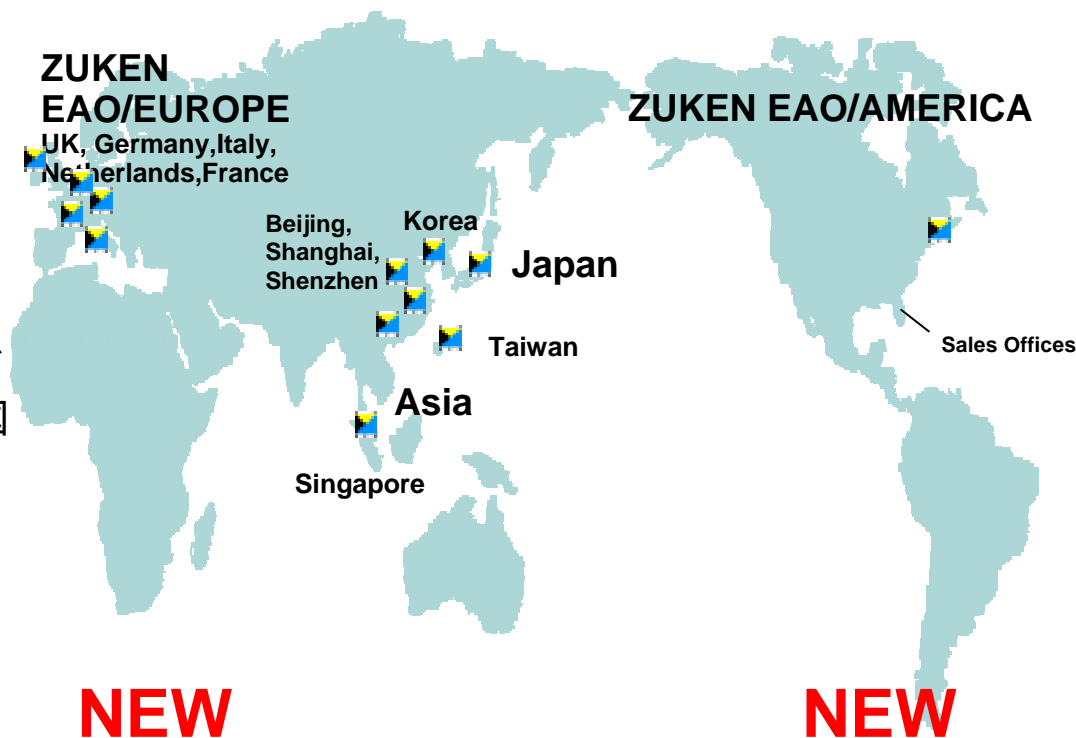 ZUKEN
EAO/EUROPE
UK, Germany,Italy,
Netherlands,France
ZUKEN EAO/AMERICA
Beijing,
Shanghai,
Shenzhen
Korea
Japan
Taiwan
Sales Offices
Asia
Singapore
NEW
NEW